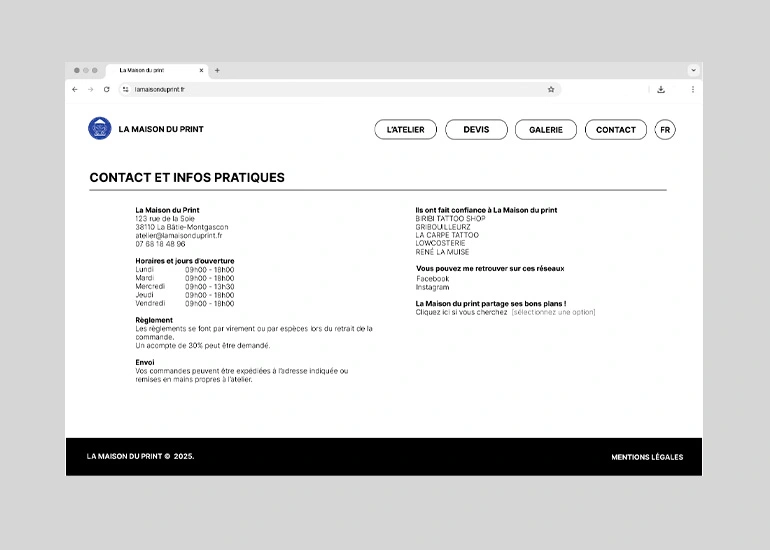 La Maison du print
lamaisonduprint.fr
LA MAISON DU PRINT
L'ATELIER
DEVIS
GALERIE
CONTACT
FR
CONTACT ET INFOS PRATIQUES
La Maison du Print
123 rue de la Soie
38110 La Bâtie-Montgascon
atelier@lamaisonduprint.fr
07 68 18 48 96
Horaires et jours d'ouverture
Lundi 09h00 - 18h00
Mardi 09h00 - 18h00
Mercredi 09h00 - 13h30
Jeudi 09h00 - 18h00
Vendredi 09h00 - 18h00
Règlement
Les règlements se font par virement ou par espèces lors du retrait de la
commande.
Un acompte de 30% peut être demandé.
Envoi
Vos commandes peuvent être expédiées à l'adresse indiquée ou
remises en mains propres à l'atelier.
Ils ont fait confiance à La Maison du print
BIRIBI TATTOO SHOP
GRIBOUILLEURZ
LA CARPE TATTOO
LOWCOSTERIE
RENÉ LA MUISE
Vous pouvez me retrouver sur ces réseaux
Facebook
Instagram
La Maison du print partage ses bons plans !
Cliquez ici si vous cherchez [sélectionnez une option]
LA MAISON DU PRINT © 2025.
MENTIONS LÉGALES